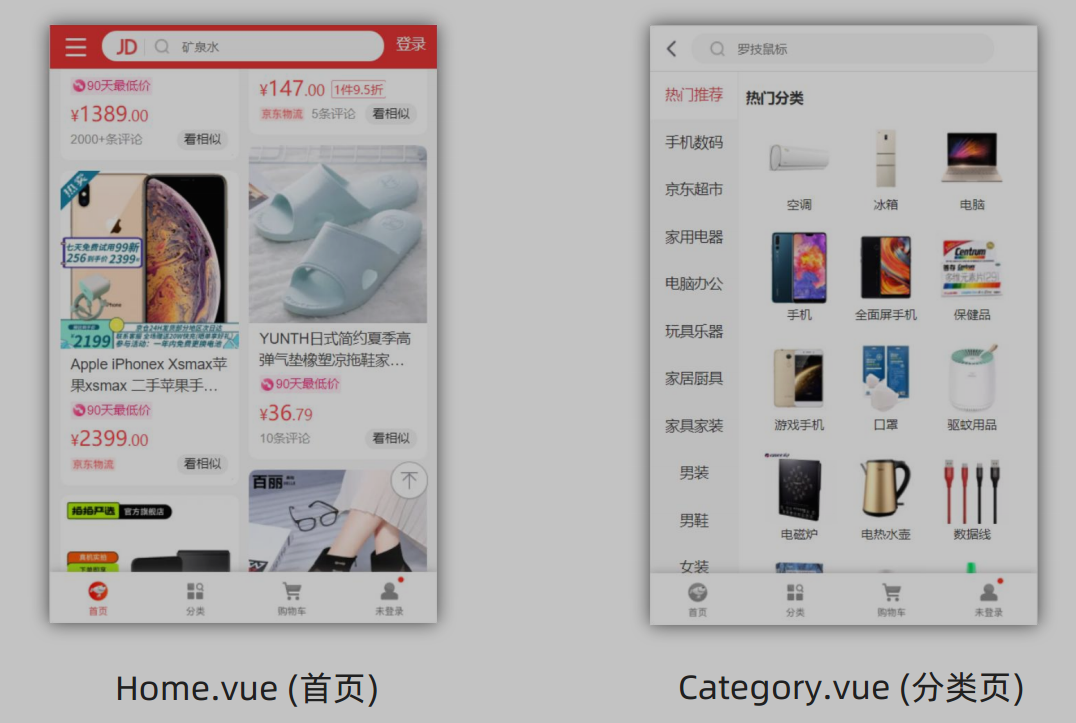 JD
矿泉水
登录
90天最低价
¥1389.00
2000+条评论
看相似
热卖
七天免费试用99新
256到手价2399
2199
Apple iPhonex Xsmax苹
果xsmax 二手苹果手…
90天最低价
¥2399.00
京东物流
看相似
拍拍严选
官方旗舰店
¥147.00
1件9.5折
京东物流
5条评论
看相似
YUNTH日式简约夏季高
弹气垫橡塑凉拖鞋家…
90天最低价
¥36.79
10条评论
看相似
百丽
首页
分类
购物车
未登录
罗技鼠标
热门推荐
手机数码
京东超市
家用电器
电脑办公
玩具乐器
家居厨具
家具家装
男装
男鞋
女装
热门分类
空调
冰箱
电脑
Centrum
手机
全面屏手机
保健品
游戏手机
口罩
驱蚊用品
电磁炉
电热水壶
数据线
首页
分类
购物车
未登录
Home.vue (首页)
Category.vue (分类页)